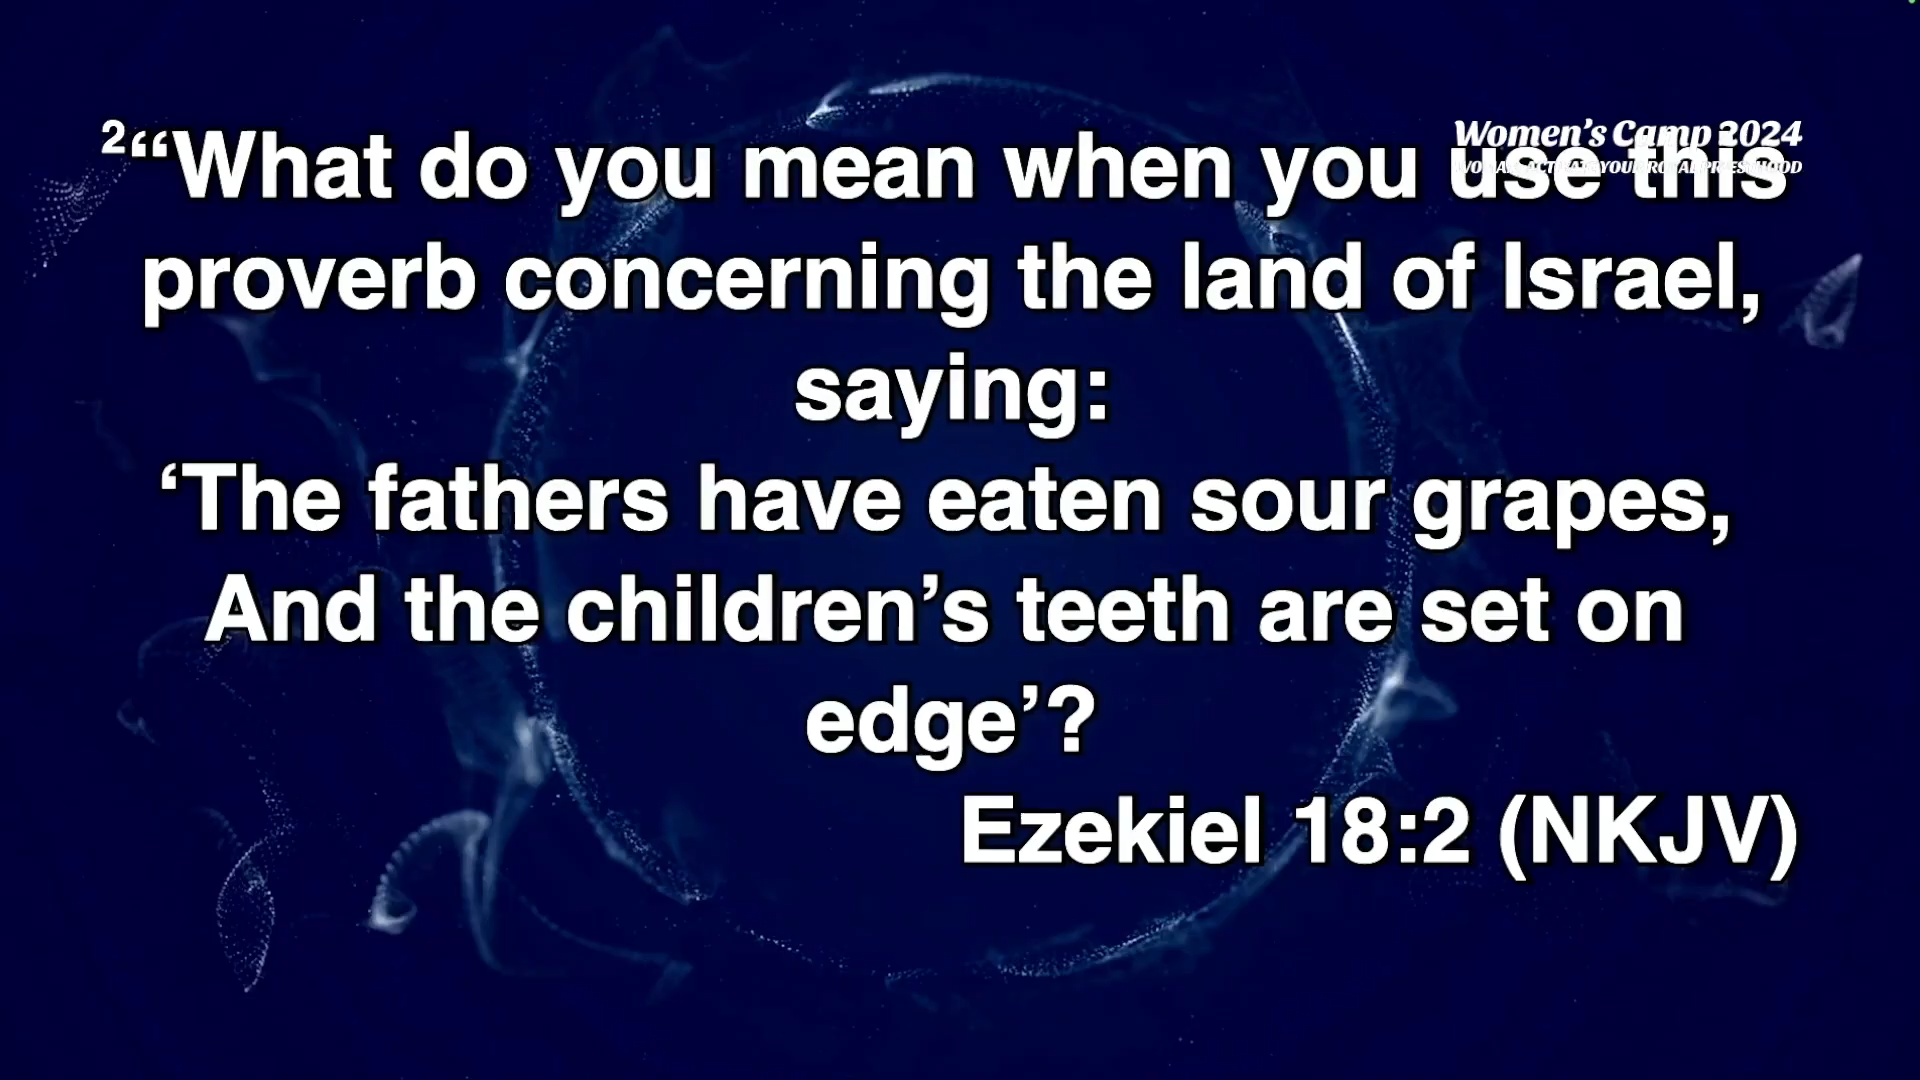 Women's Camp 2024
²“What do you mean when you use this
proverb concerning the land of Israel,
saying:
‘The fathers have eaten sour grapes,
And the children’s teeth are set on
edge’?
Ezekiel 18:2 (NKJV)